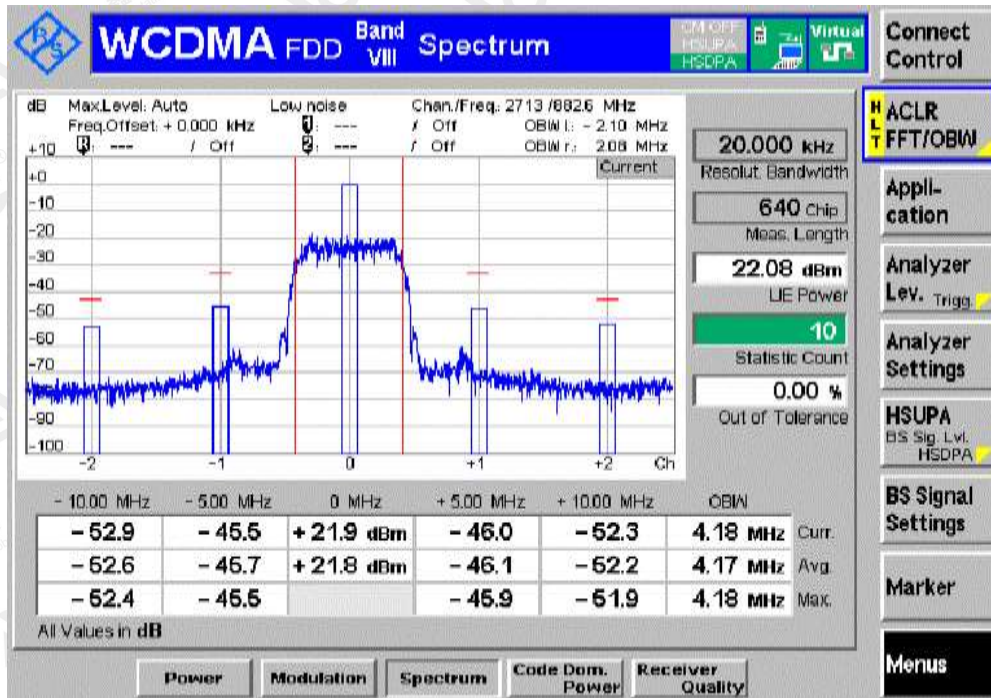 WCDMA FDD Band VIII Spectrum
CM OFF
HSUPA
HSDPA
Virtual
Connect Control
dB Max.Level: Auto Low noise Chan./Freq.: 2713 /882.6 MHz
Freq.Offset: + 0.000 kHz 1: --- / Off OBW l.: - 2.10 MHz
R: --- / Off 2: --- / Off OBW r.: 2.08 MHz
Current
+10
+0
-10
-20
-30
-40
-50
-60
-70
-90
-100
-2 -1 0 +1 +2 Ch
20.000 kHz
Resolut. Bandwidth
640 Chip
Meas. Length
22.08 dBm
UE Power
10
Statistic Count
0.00 %
Out of Tolerance
- 10.00 MHz - 5.00 MHz 0 MHz + 5.00 MHz + 10.00 MHz OBW
- 52.9 - 45.5 + 21.9 dBm - 46.0 - 52.3 4.18 MHz Curr.
- 52.6 - 45.7 + 21.8 dBm - 46.1 - 52.2 4.17 MHz Avg.
- 52.4 - 45.5 - 45.9 - 51.9 4.18 MHz Max.
All Values in dB
Power Modulation Spectrum Code Dom. Power Receiver Quality
H L T
ACLR
FFT/OBW
Appli-
cation
Analyzer
Lev. Trigg.
Analyzer
Settings
HSUPA
BS Sig. Lvl.
HSDPA
BS Signal
Settings
Marker
Menus